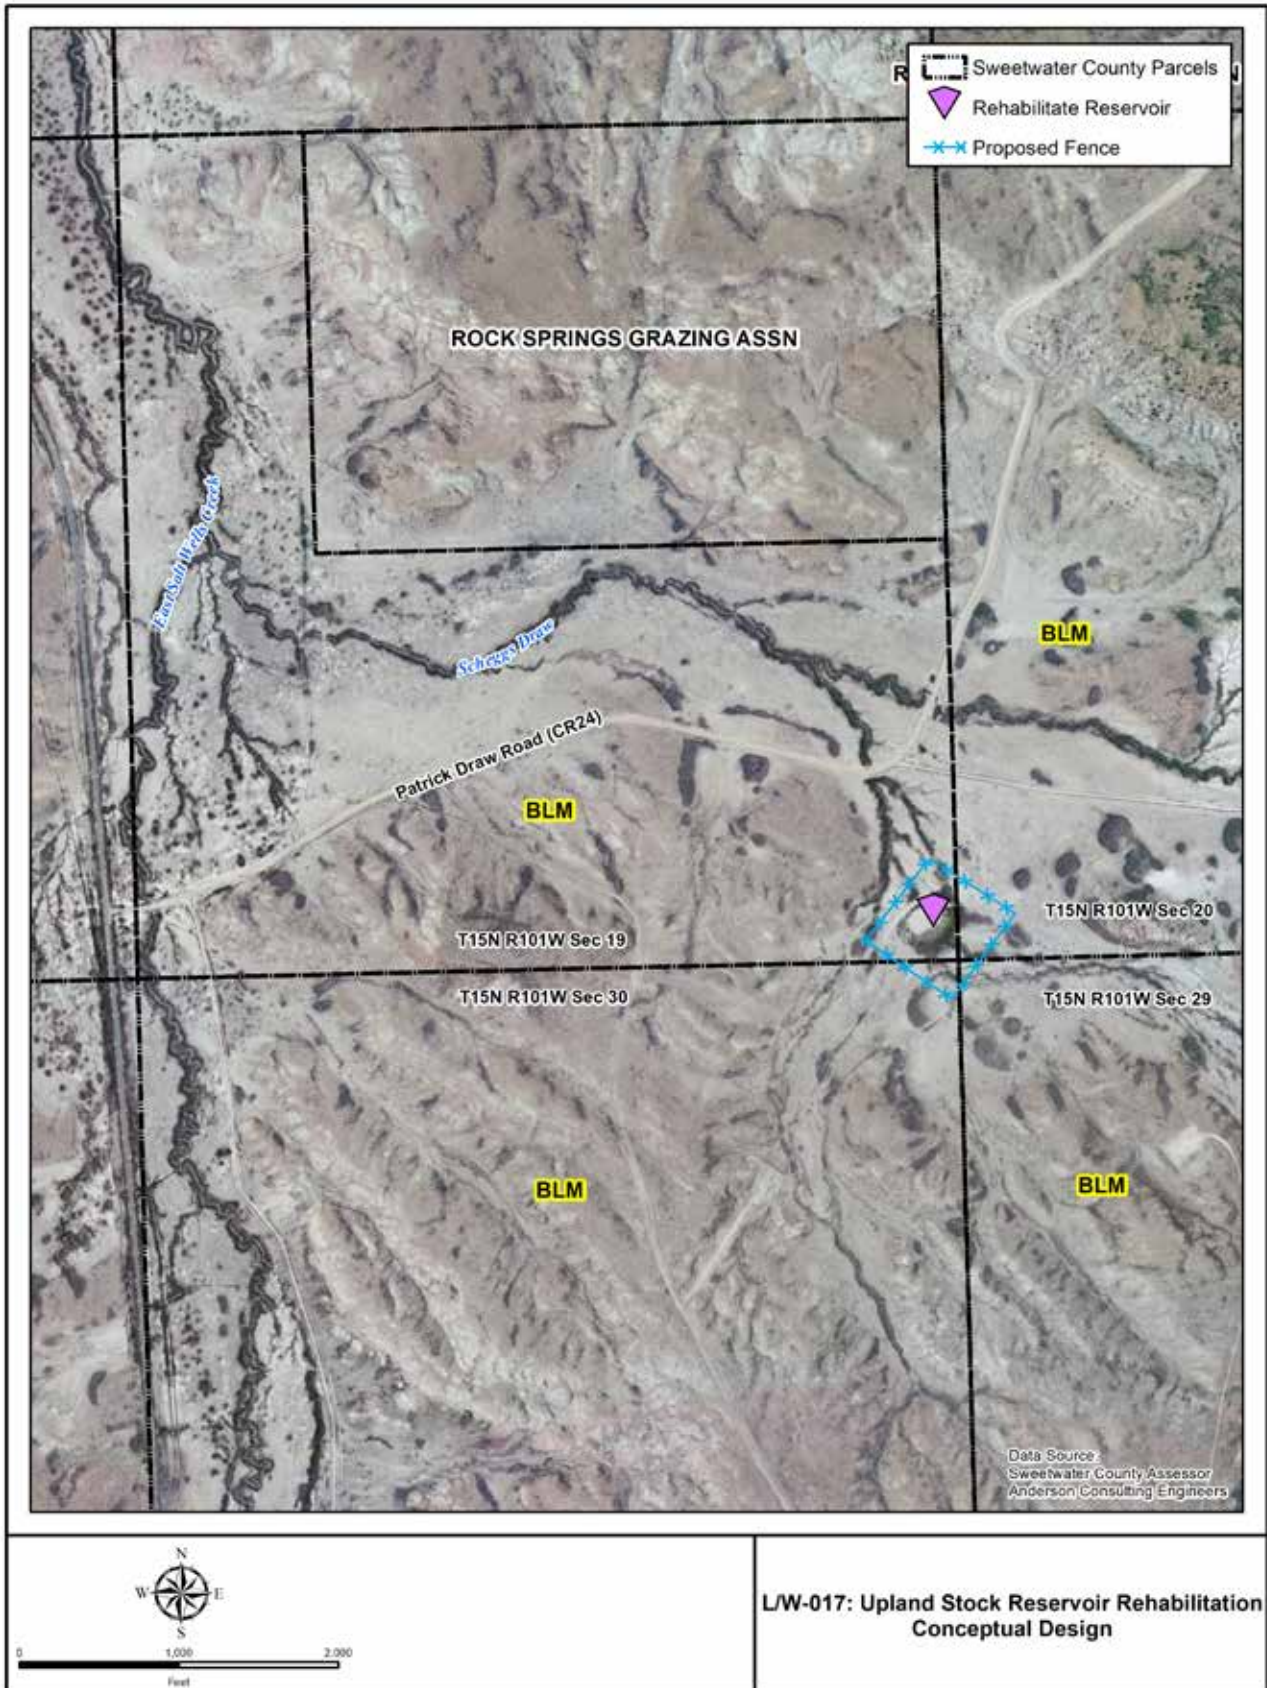 R
N
Sweetwater County Parcels
Rehabilitate Reservoir
Proposed Fence
ROCK SPRINGS GRAZING ASSN
East Salt Wells Creek
Scheggs Draw
BLM
Patrick Draw Road (CR24)
BLM
T15N R101W Sec 20
T15N R101W Sec 19
T15N R101W Sec 30
T15N R101W Sec 29
BLM
BLM
Data Source:
Sweetwater County Assessor
Anderson Consulting Engineers
N
W
E
S
0
1,000
2,000
Feet
L/W-017: Upland Stock Reservoir Rehabilitation
Conceptual Design